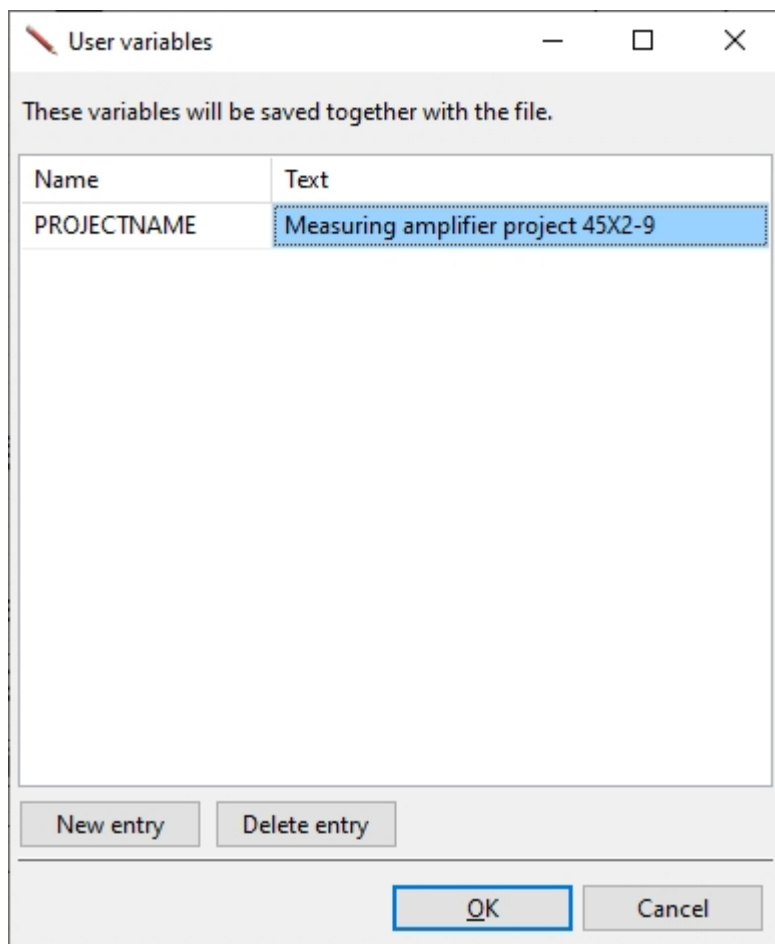 User variables
These variables will be saved together with the file.
Name Text
PROJECTNAME Measuring amplifier project 45X2-9
New entry Delete entry
OK Cancel